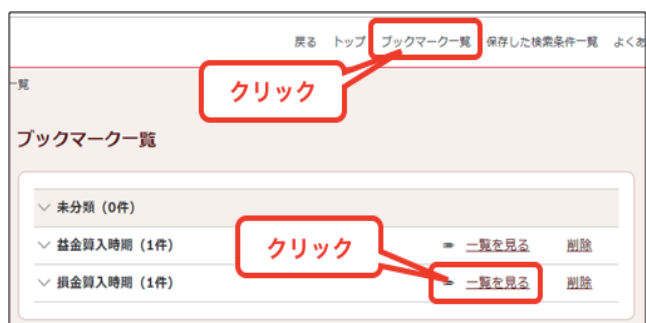 戻る トップ ブックマーク一覧 保存した検索条件一覧 よくあ
一覧
クリック
ブックマーク一覧
未分類 (0件)
益金算入時期 (1件) 一覧を見る 削除
クリック
損金算入時期 (1件) 一覧を見る 削除